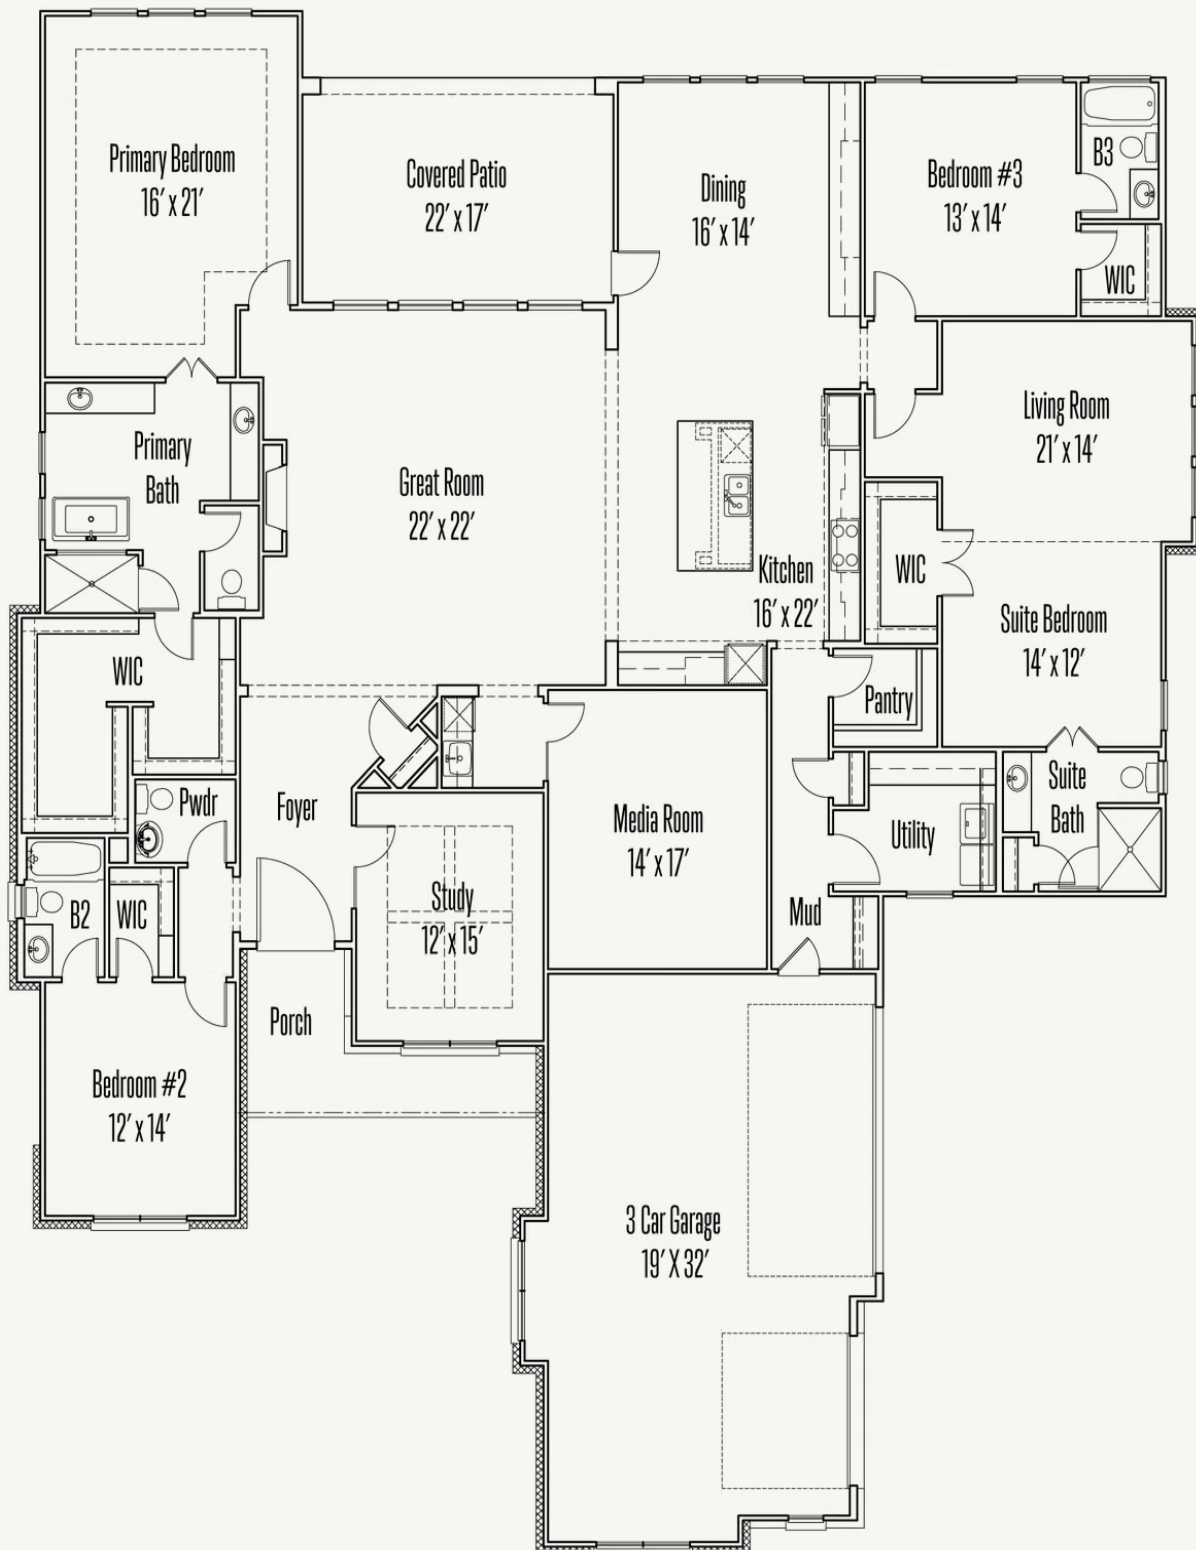 Primary Bedroom
16' x 21'
Covered Patio
22' x 17'
Dining
16' x 14'
Bedroom #3
13' x 14'
B3
WIC
Living Room
21' x 14'
Primary
Bath
Great Room
22' x 22'
Kitchen
16' x 22'
WIC
Suite Bedroom
14' x 12'
WIC
Pantry
Suite
Bath
Pwdr
Foyer
Media Room
14' x 17'
Utility
Study
12' x 15'
Mud
B2
WIC
Porch
Bedroom #2
12' x 14'
3 Car Garage
19' X 32'